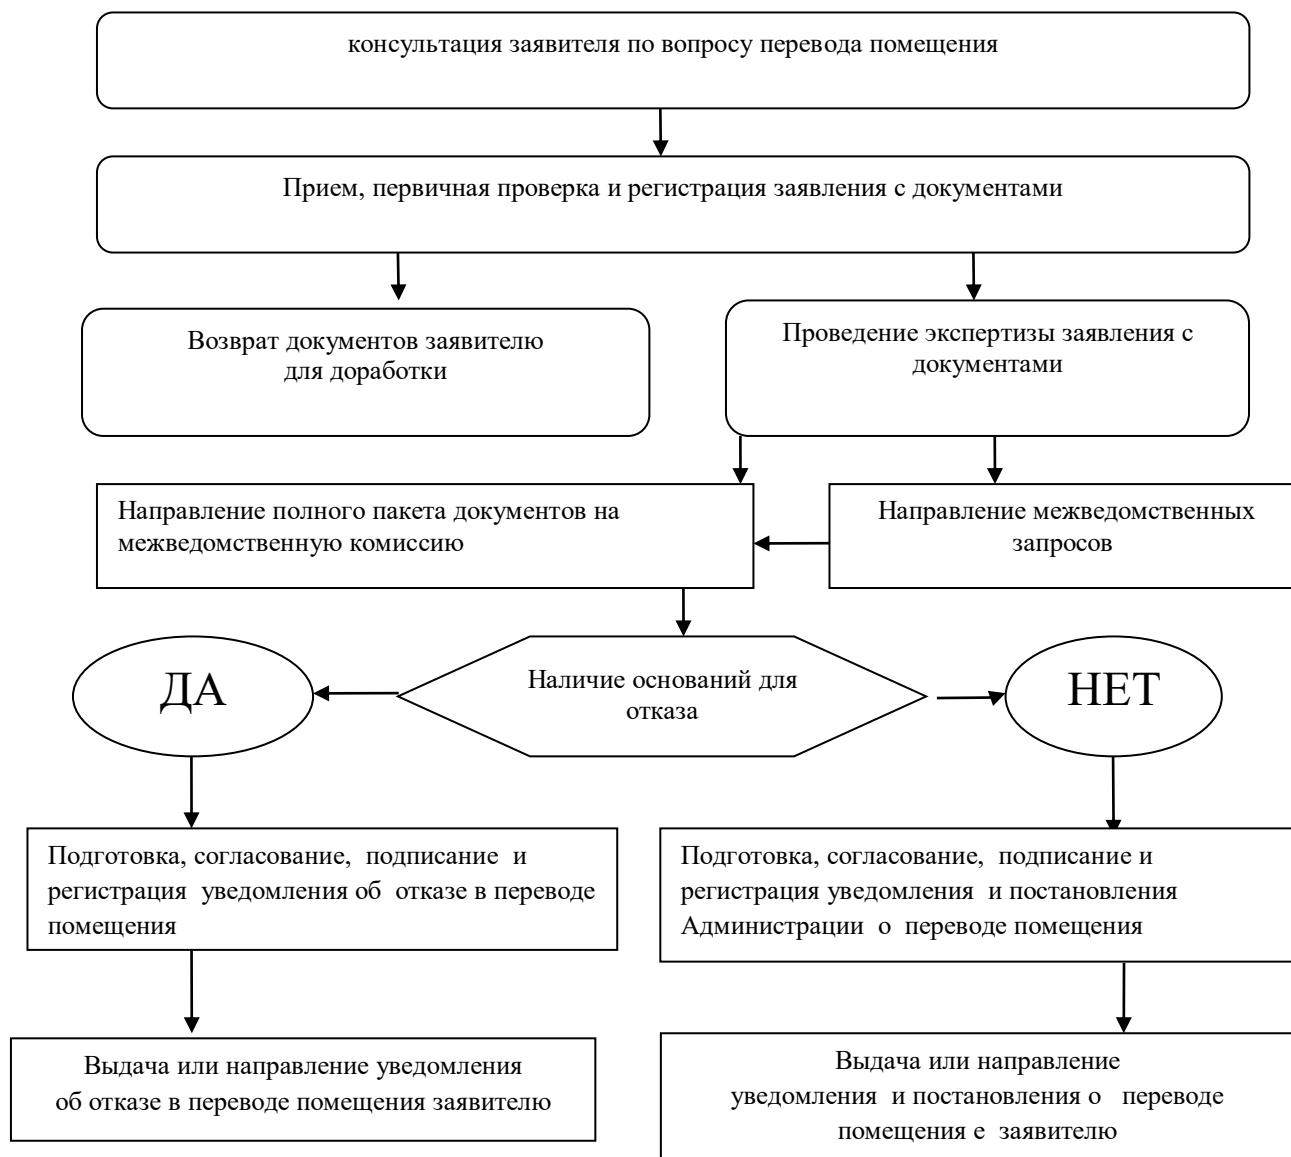 консультация заявителя по вопросу перевода помещения
Прием, первичная проверка и регистрация заявления с документами
Возврат документов заявителю
для доработки
Проведение экспертизы заявления с
документами
Направление полного пакета документов на
межведомственную комиссию
Направление межведомственных
запросов
ДА
Наличие оснований для
отказа
НЕТ
Подготовка, согласование, подписание и
регистрация уведомления об отказе в переводе
помещения
Подготовка, согласование, подписание и
регистрация уведомления и постановления
Администрации о переводе помещения
Выдача или направление уведомления
об отказе в переводе помещения заявителю
Выдача или направление
уведомления и постановления о переводе
помещения е заявителю